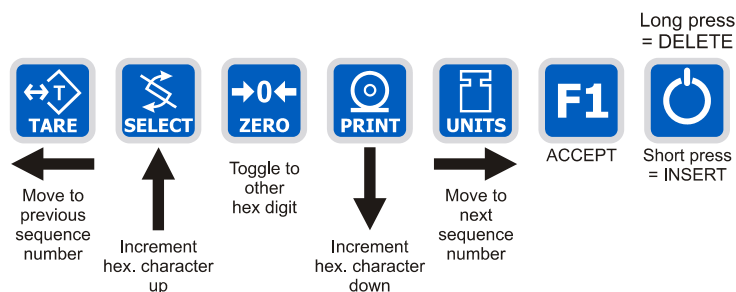 Long press
= DELETE
T
TARE
SELECT
0
ZERO
PRINT
UNITS
F1
ACCEPT
Short press
= INSERT
Move to
previous
sequence
number
Increment
hex. character
up
Toggle to
other
hex digit
Increment
hex. character
down
Move to
next
sequence
number